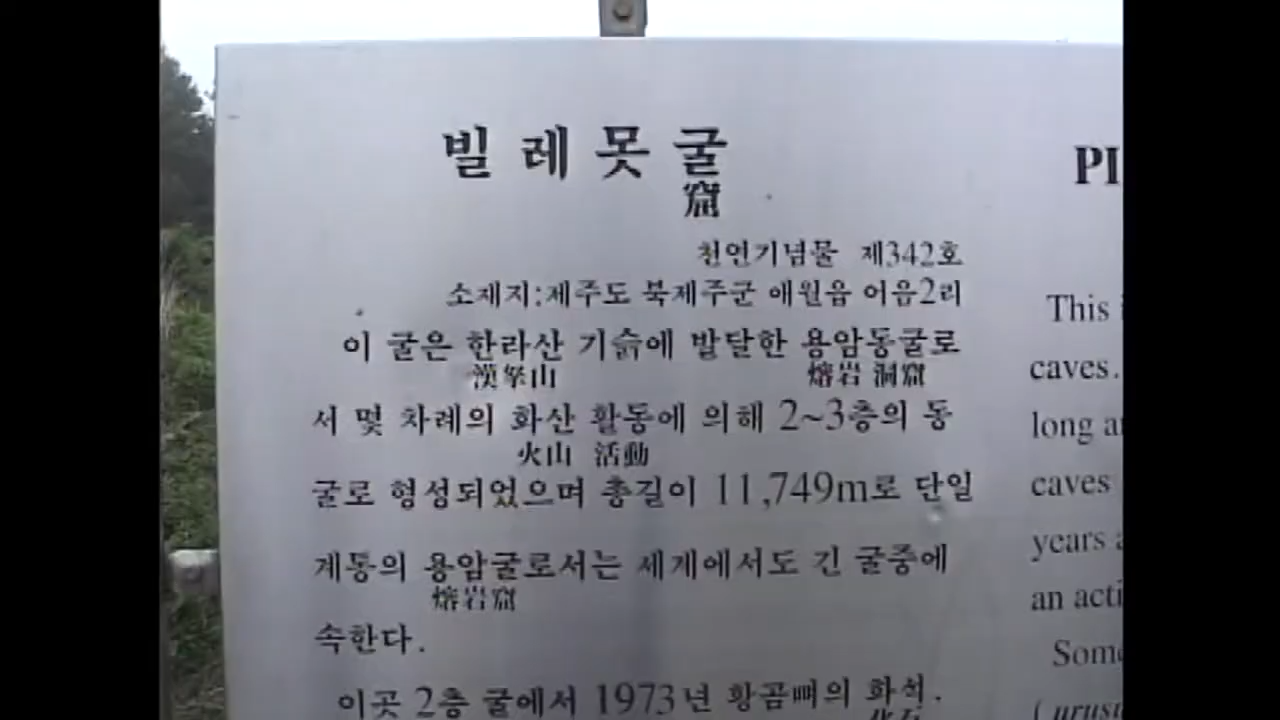 빌레못굴
窟
천연기념물 제342호
소재지:제주도 북제주군 애월읍 어음2리
이 굴은 한라산 기슭에 발달한 용암동굴로
漢拏山 熔岩 洞窟
서 몇 차례의 화산 활동에 의해 2~3층의 동
火山 活動
굴로 형성되었으며 총길이 11,749m로 단일
계통의 용암굴로서는 세계에서도 긴 굴중에
熔岩窟
속한다.
이곳 2층 굴에서 1973년 황곰뼈의 화석.
化石
PI
This i
caves.
long a
caves
years a
an acti
Some
(urusu